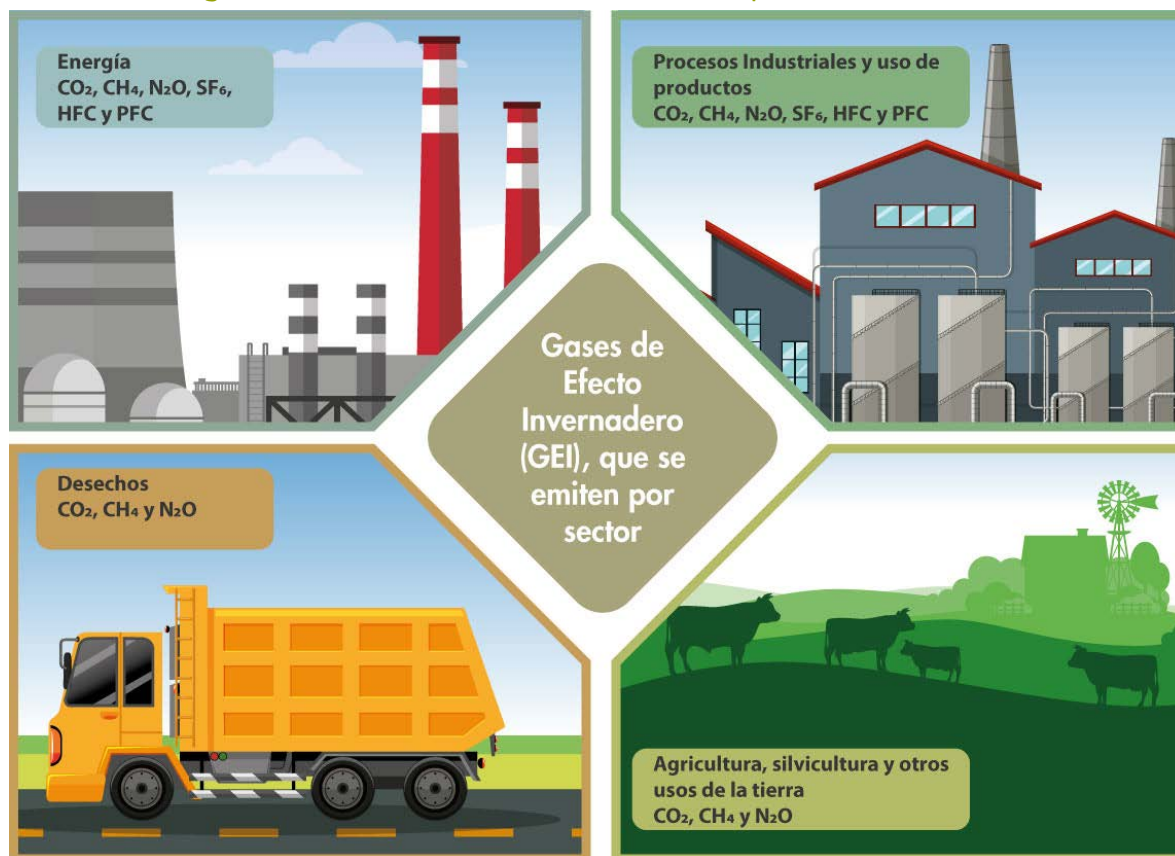 Energía
CO₂, CH₄, N₂O, SF₆,
HFC y PFC
Procesos Industriales y uso de
productos
CO₂, CH₄, N₂O, SF₆, HFC y PFC
Gases de
Efecto
Invernadero
(GEI), que se
emiten por
sector
Desechos
CO₂, CH₄ y N₂O
Agricultura, silvicultura y otros
usos de la tierra
CO₂, CH₄ y N₂O